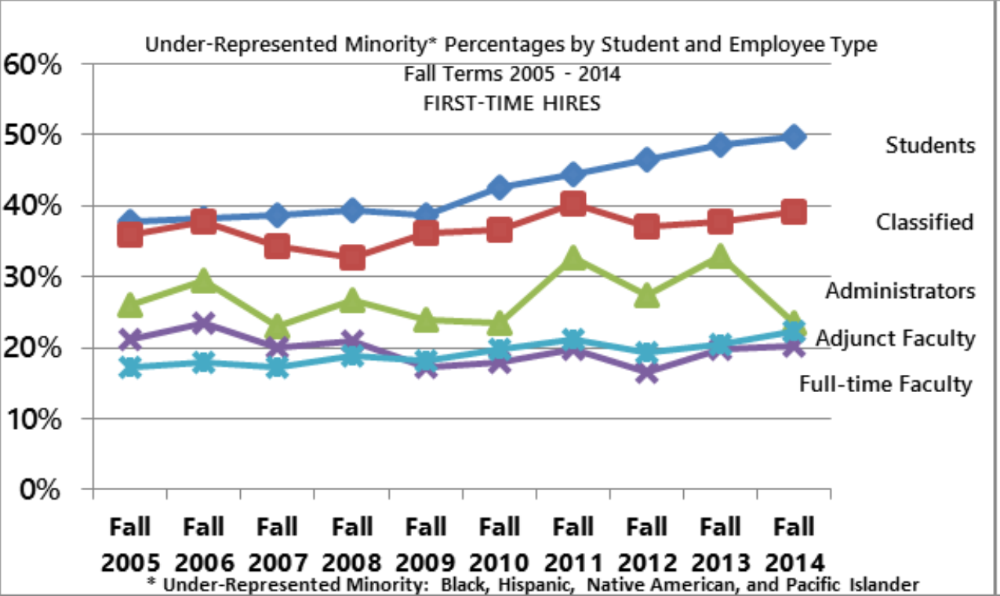 Under-Represented Minority* Percentages by Student and Employee Type
Fall Terms 2005 - 2014
FIRST-TIME HIRES
60%
50%
40%
30%
20%
10%
0%
Students
Classified
Administrators
Adjunct Faculty
Full-time Faculty
Fall Fall Fall Fall Fall Fall Fall Fall Fall Fall
2005 2006 2007 2008 2009 2010 2011 2012 2013 2014
* Under-Represented Minority: Black, Hispanic, Native American, and Pacific Islander